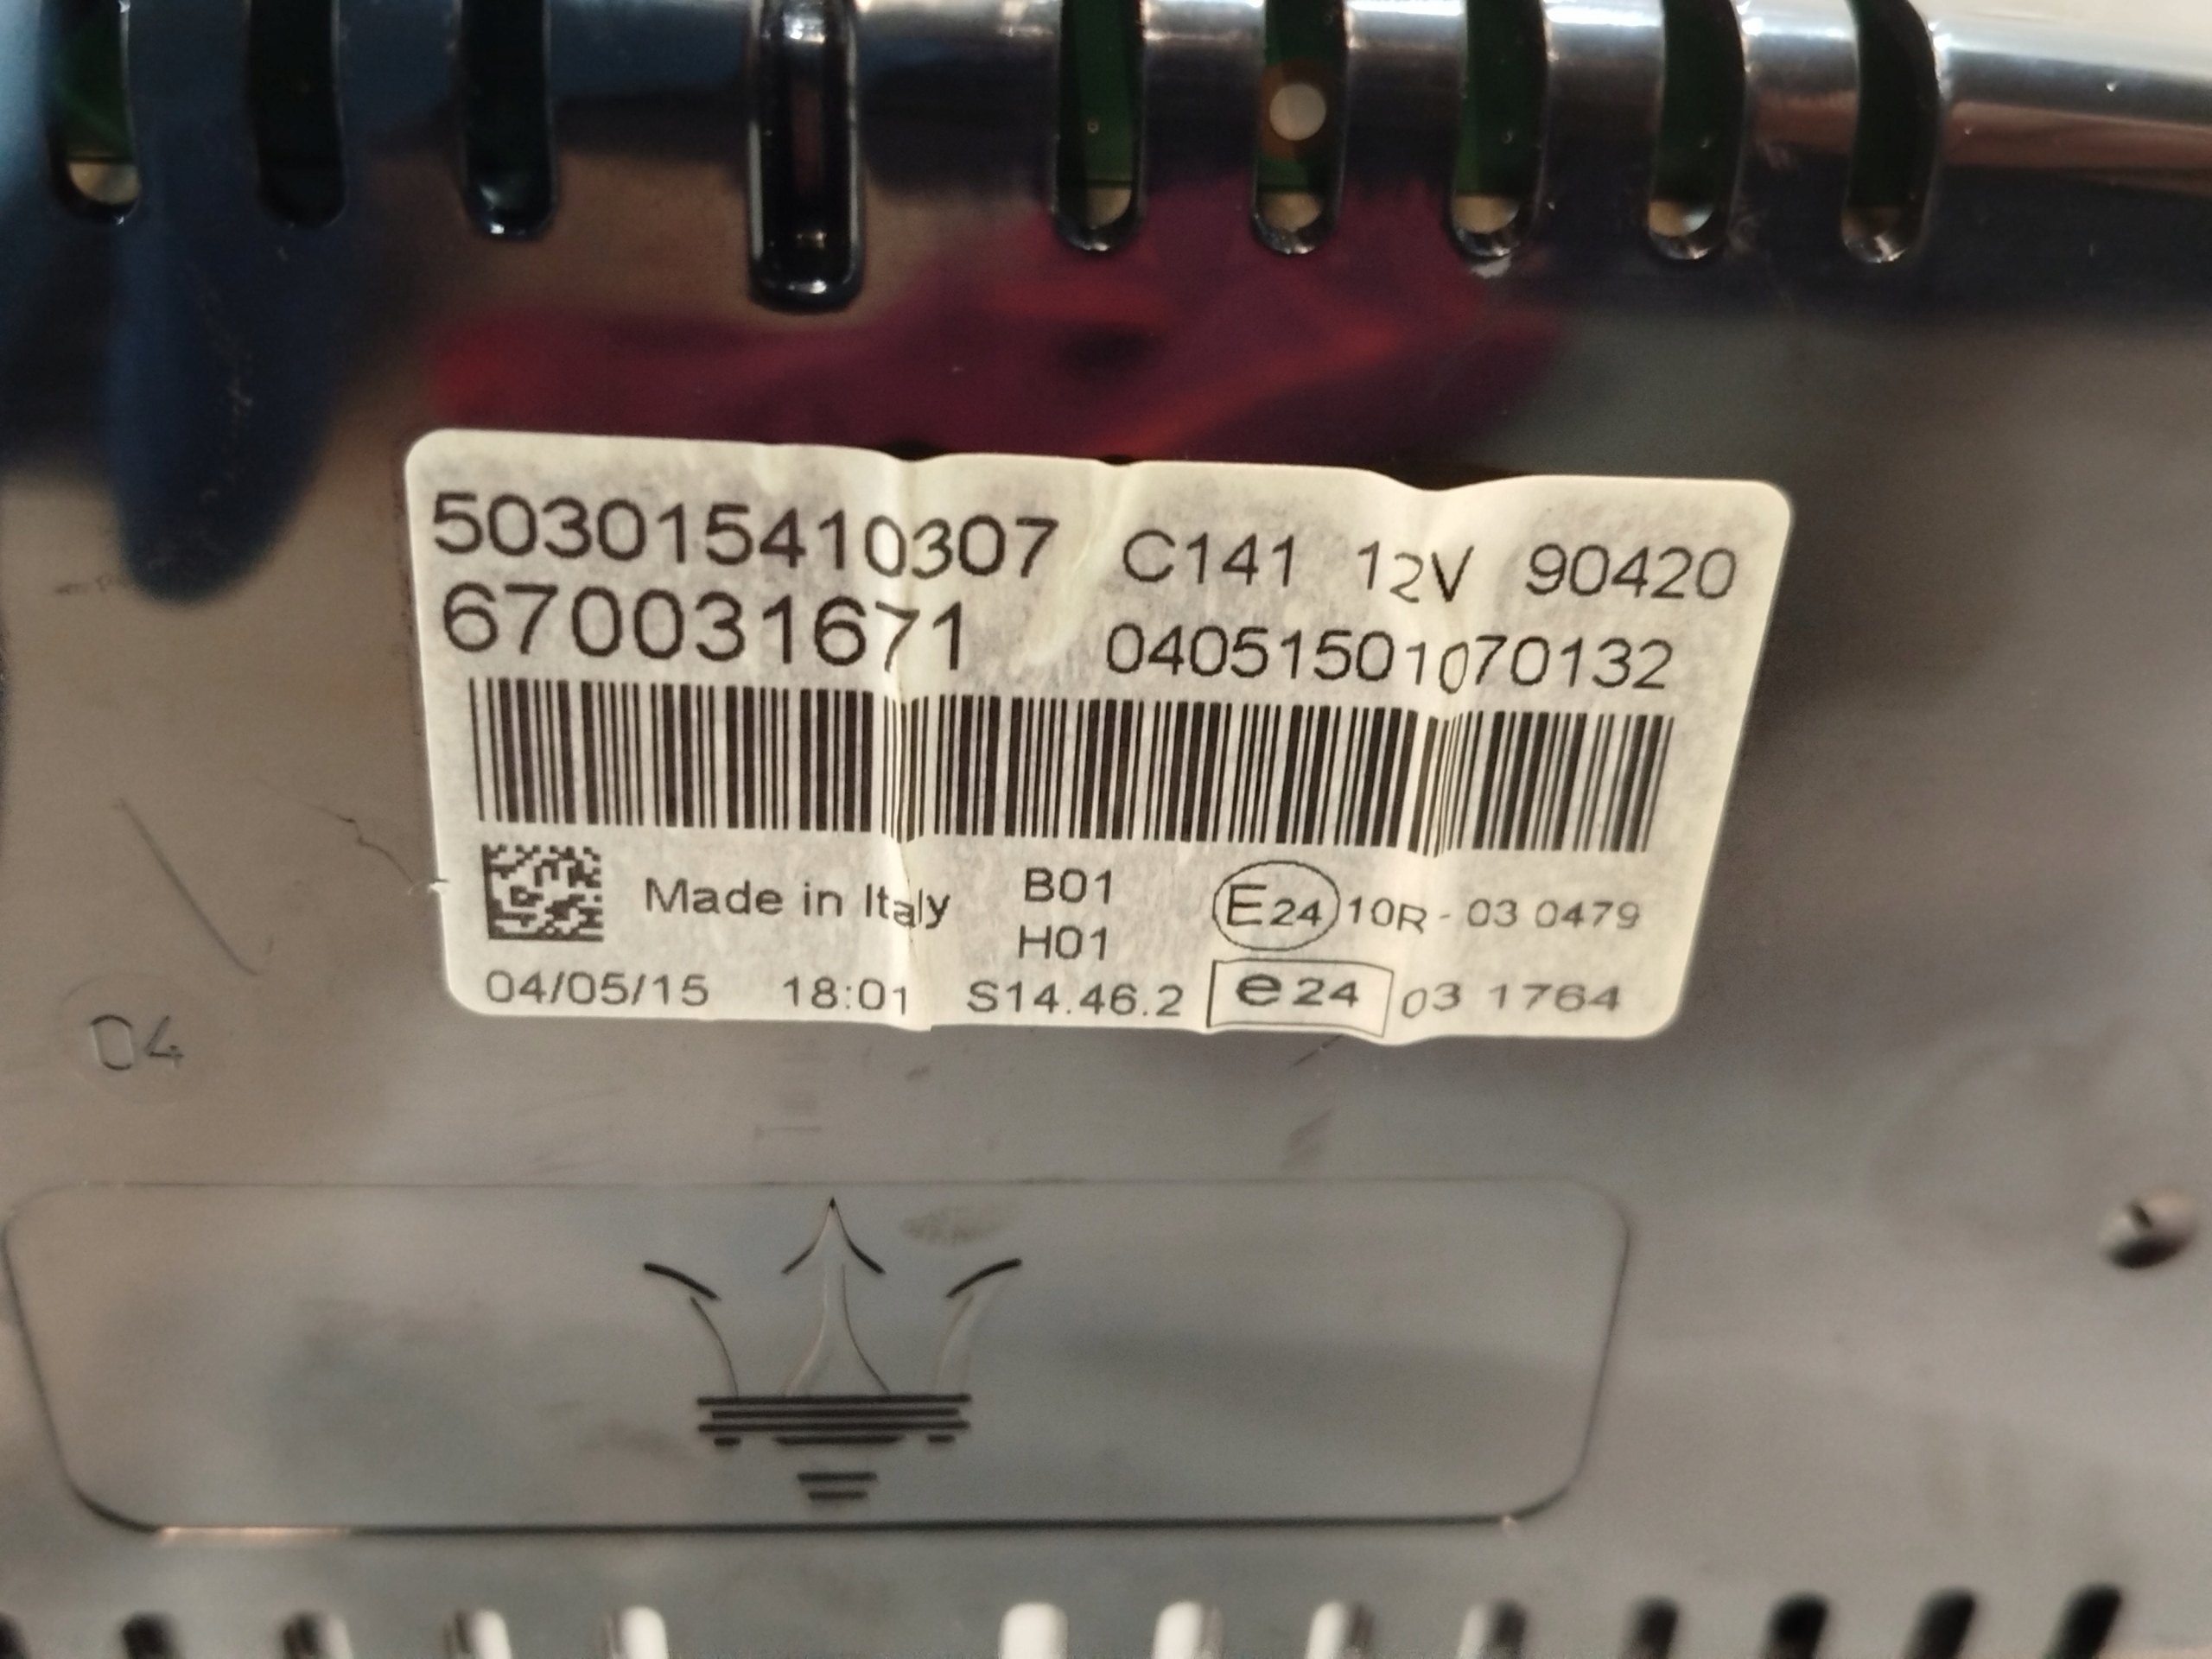 503015410307 C141 12V 90420
670031671 04051501070132
Made in Italy B01 E24 10R - 03 0479
H01
04/05/15 18:01 S14.46.2 e24 03 1764
04